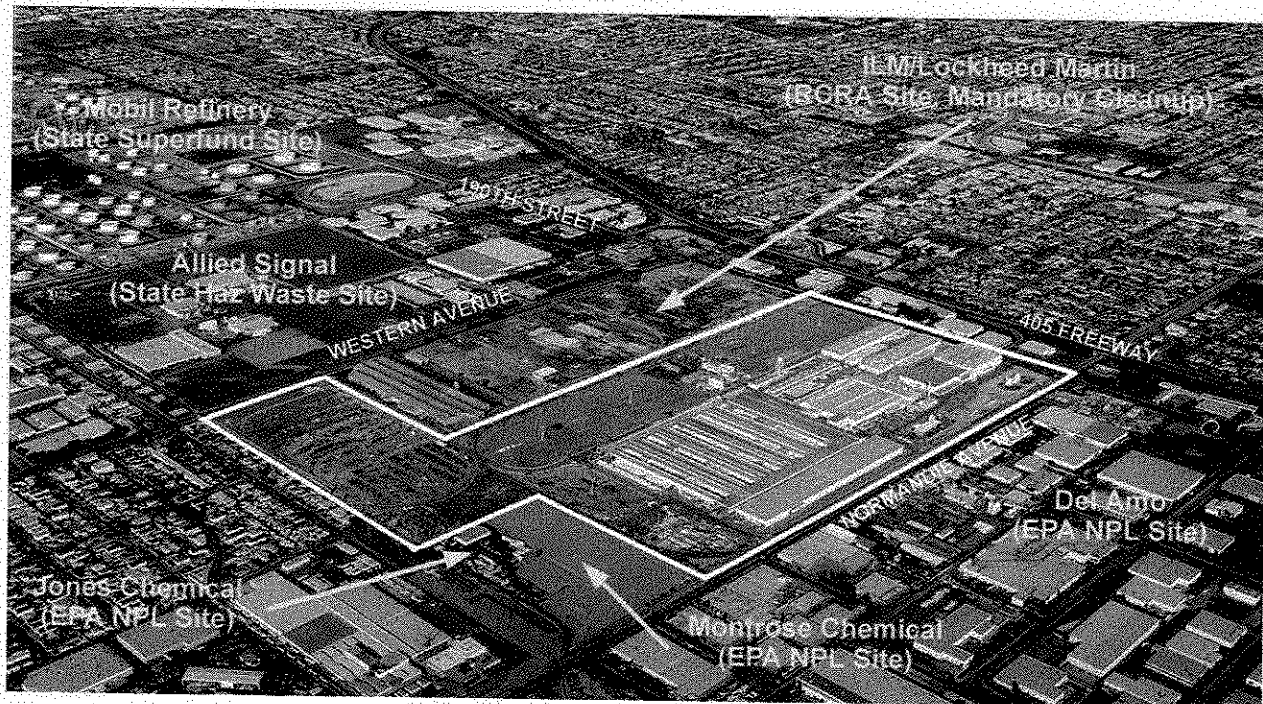 ILM/Lockheed Martin
(RCRA Site, Mandatory Cleanup)
Mobil Refinery
(State Superfund Site)
190TH STREET
Allied Signal
(State Haz Waste Site)
WESTERN AVENUE
405 FREEWAY
NORMANDIE AVENUE
Del Amo
(EPA NPL Site)
Jones Chemical
(EPA NPL Site)
Montrose Chemical
(EPA NPL Site)